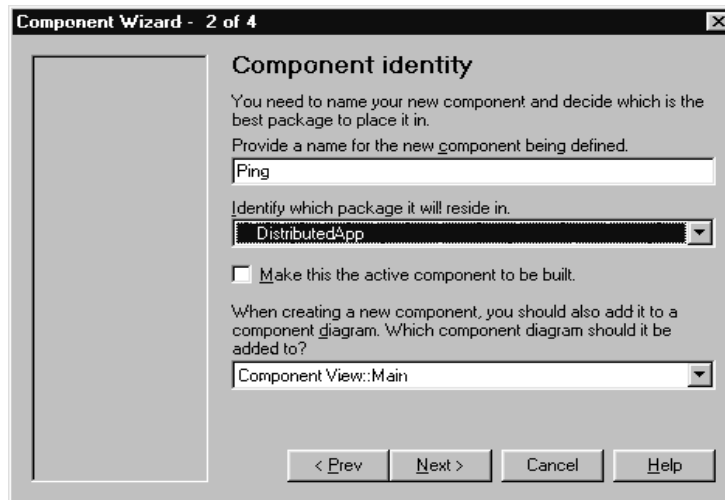 Component Wizard - 2 of 4
Component identity
You need to name your new component and decide which is the
best package to place it in.
Provide a name for the new component being defined.
Ping
Identify which package it will reside in.
DistributedApp
Make this the active component to be built.
When creating a new component, you should also add it to a
component diagram. Which component diagram should it be
added to?
Component View::Main
< Prev
Next >
Cancel
Help